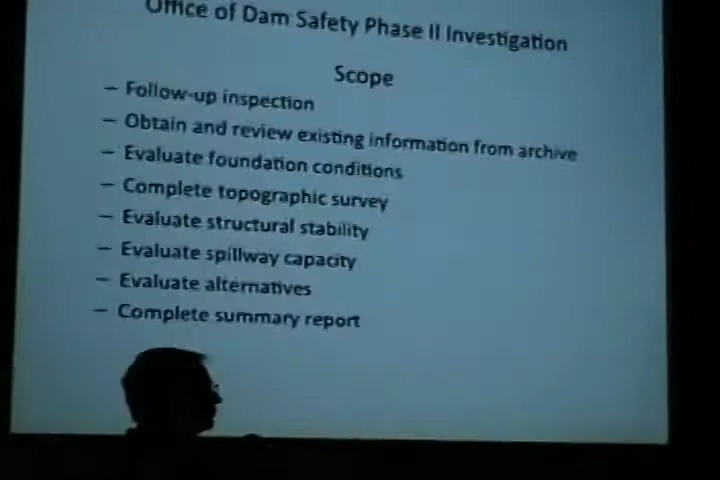 Office of Dam Safety Phase II Investigation
Scope
– Follow-up inspection
– Obtain and review existing information from archive
– Evaluate foundation conditions
– Complete topographic survey
– Evaluate structural stability
– Evaluate spillway capacity
– Evaluate alternatives
– Complete summary report